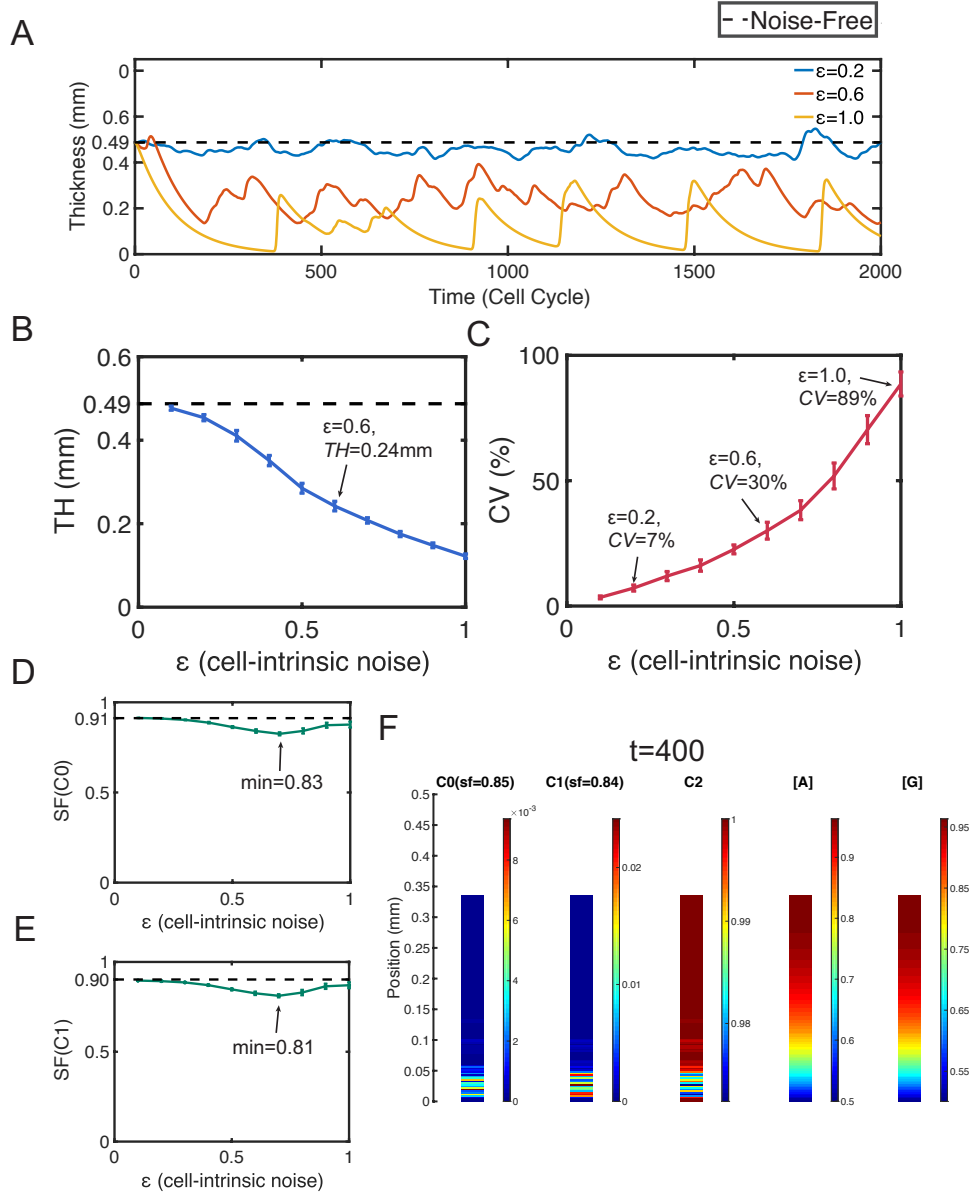 Noise-Free
A
Thickness (mm)
0
0.6
0.49
0.4
0.2
0
ε=0.2
ε=0.6
ε=1.0
0
500
1000
1500
2000
Time (Cell Cycle)
B
TH (mm)
0.6
0.49
0.4
0.2
0
ε=0.6,
TH=0.24mm
0
0.5
1
ε (cell-intrinsic noise)
C
CV (%)
100
50
0
ε=1.0,
CV=89%
ε=0.6,
CV=30%
ε=0.2,
CV=7%
0
0.5
1
ε (cell-intrinsic noise)
D
SF(C0)
1
0.91
0.5
0
min=0.83
0
0.5
1
ε (cell-intrinsic noise)
E
SF(C1)
1
0.90
0.5
0
min=0.81
0
0.5
1
ε (cell-intrinsic noise)
F
t=400
C0(sf=0.85)
C1(sf=0.84)
C2
[A]
[G]
Position (mm)
0.5
0.45
0.4
0.35
0.3
0.25
0.2
0.15
0.1
0.05
0
× 10⁻³
8
6
4
2
0
0.02
0.01
0
1
0.99
0.98
0.9
0.8
0.7
0.6
0.5
0.95
0.85
0.75
0.65
0.55